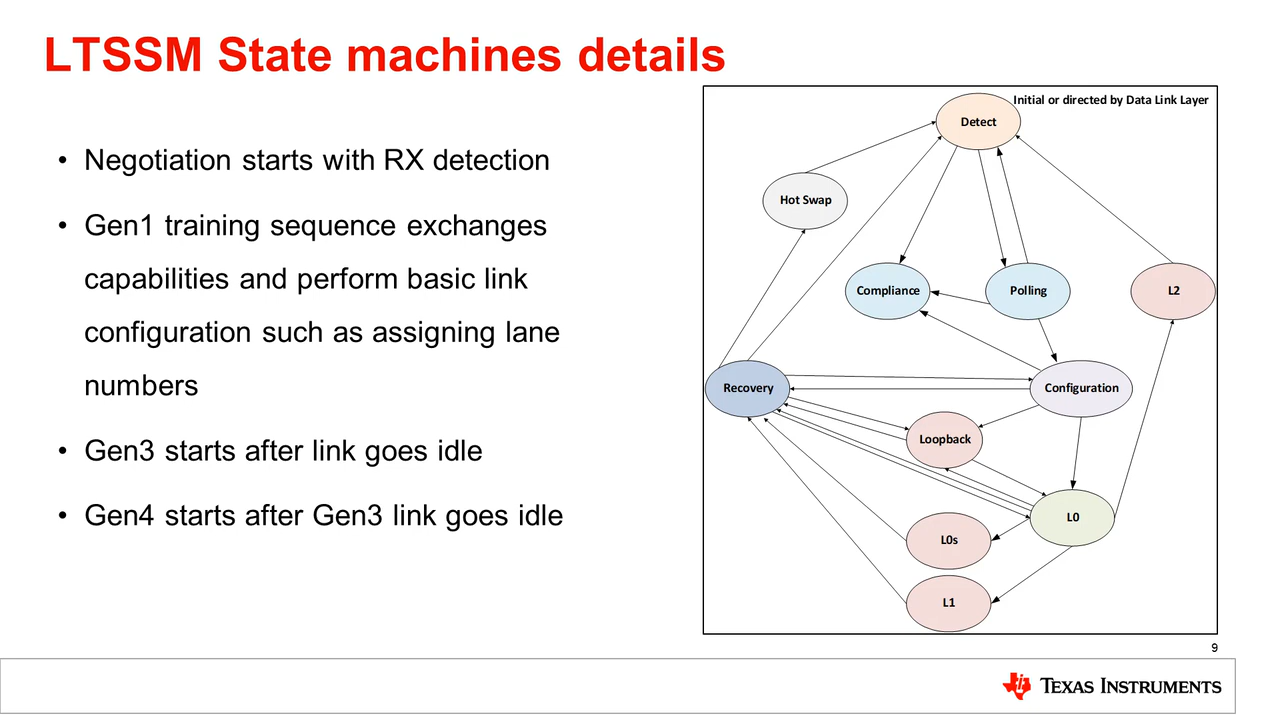 LTSSM State machines details
• Negotiation starts with RX detection
• Gen1 training sequence exchanges
capabilities and perform basic link
configuration such as assigning lane
numbers
• Gen3 starts after link goes idle
• Gen4 starts after Gen3 link goes idle
Initial or directed by Data Link Layer
Detect
Hot Swap
Compliance
Polling
L2
Recovery
Configuration
Loopback
L0
L0s
L1
9
TEXAS INSTRUMENTS